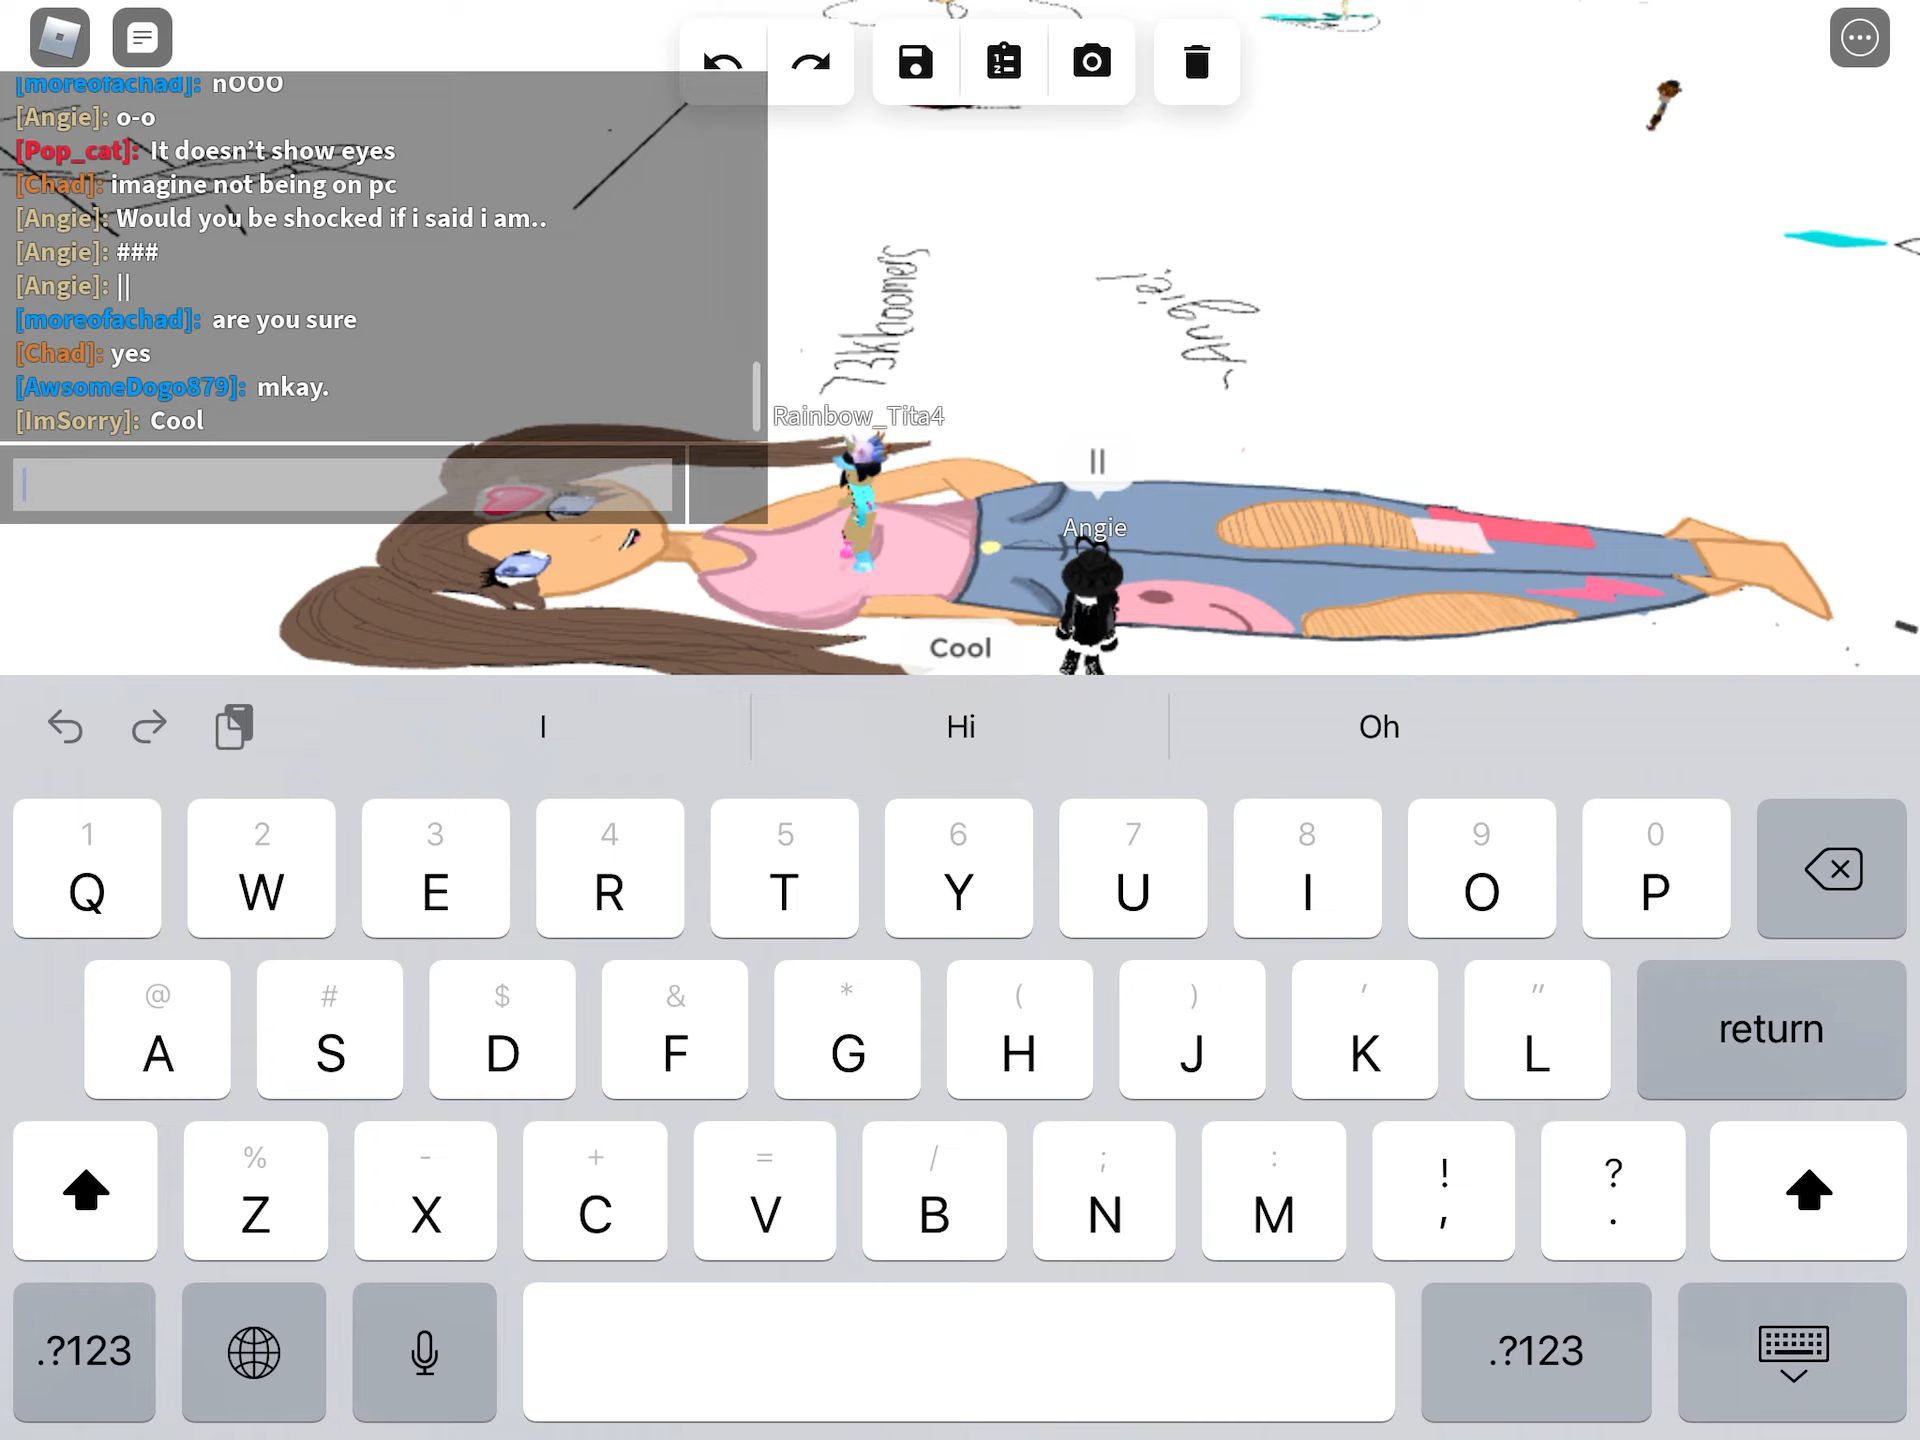 [moreofachad]: nOOO
[Angie]: o-o
[Pop_cat]: It doesn't show eyes
[Chad]: imagine not being on pc
[Angie]: Would you be shocked if i said i am..
[Angie]: ###
[Angie]: ||
[moreofachad]: are you sure
[Chad]: yes
[AwsomeDogo879]: mkay.
[ImSorry]: Cool
Angie!
Rainbow_Tita4
||
Angie
Cool
I Hi Oh
1 2 3 4 5 6 7 8 9 0
Q W E R T Y U I O P
@ # $ & * ( ) ' "
A S D F G H J K L return
% - + = / ; : ! ?
Z X C V B N M , .
.?123 .?123